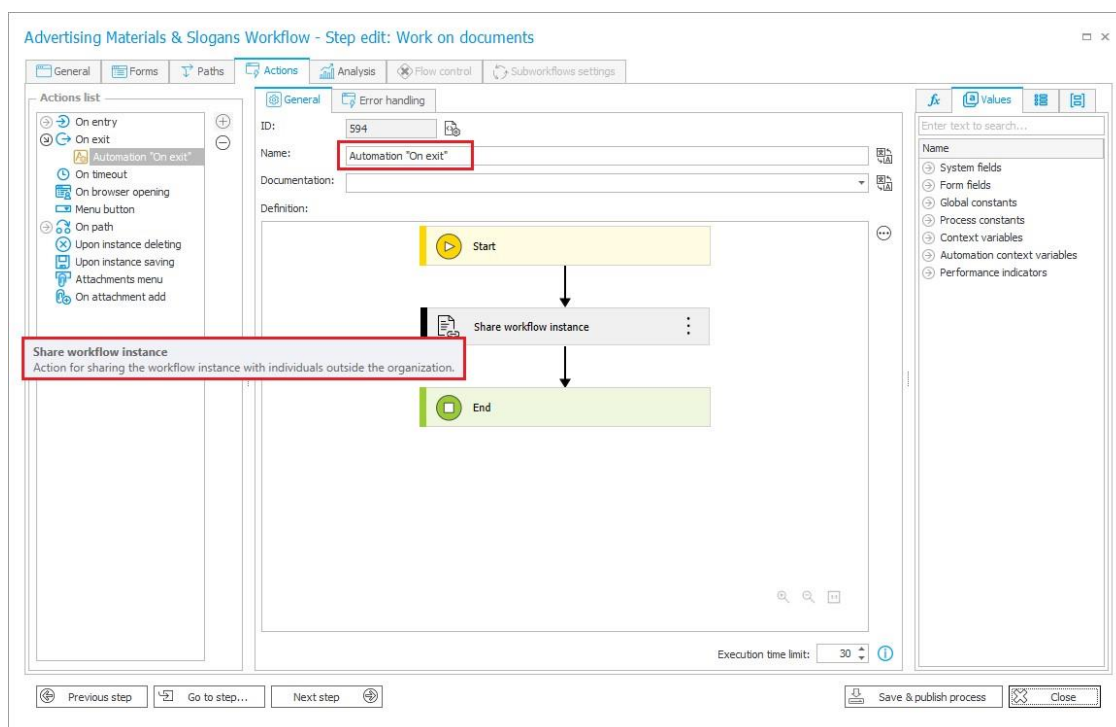 Advertising Materials & Slogans Workflow - Step edit: Work on documents
General Forms Paths Actions Analysis Flow control Subworkflows settings
Actions list
On entry
On exit
Automation "On exit"
On timeout
On browser opening
Menu button
On path
Upon instance deleting
Upon instance saving
Attachments menu
On attachment add
General Error handling
ID: 594
Name: Automation "On exit"
Documentation:
Definition:
Start
Share workflow instance
End
Share workflow instance
Action for sharing the workflow instance with individuals outside the organization.
Execution time limit: 30
fx Values
Enter text to search...
Name
System fields
Form fields
Global constants
Process constants
Context variables
Automation context variables
Performance indicators
Previous step Go to step... Next step Save & publish process Close